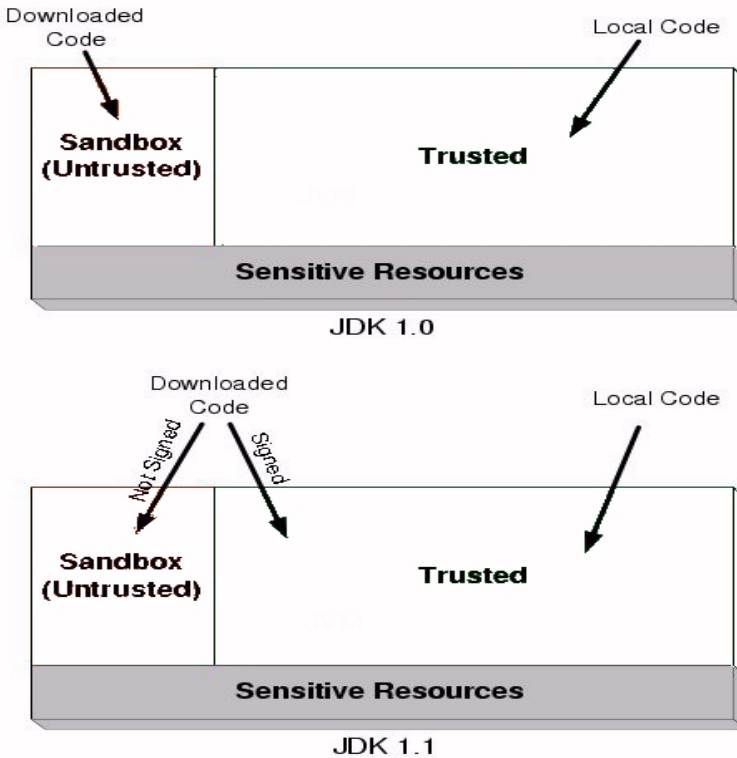 Downloaded
Code
Local Code
Sandbox
(Untrusted)
Trusted
Sensitive Resources
JDK 1.0
Downloaded
Code
Local Code
Not Signed
Signed
Sandbox
(Untrusted)
Trusted
Sensitive Resources
JDK 1.1